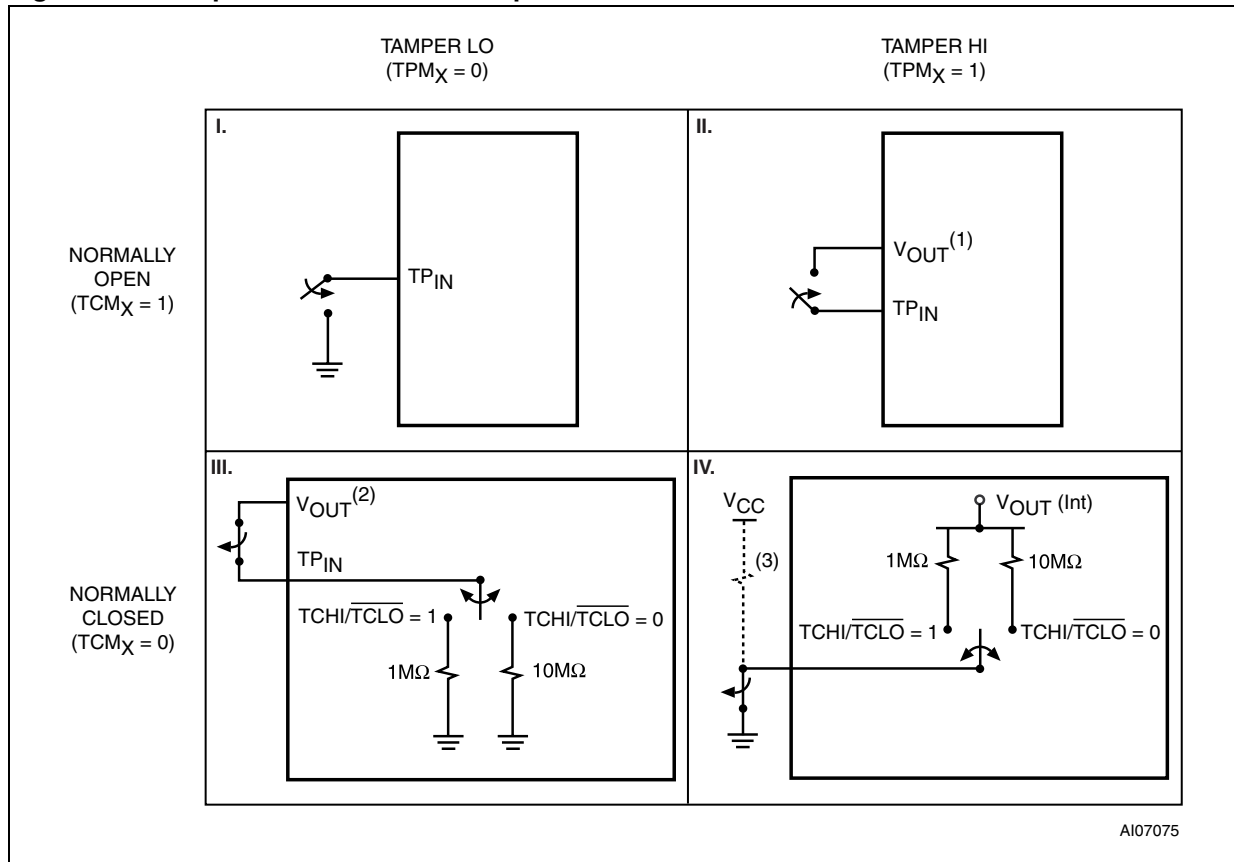 TAMPER LO
(TPMX = 0)
TAMPER HI
(TPMX = 1)
NORMALLY
OPEN
(TCMX = 1)
I.
TPIN
II.
VOUT(1)
TPIN
NORMALLY
CLOSED
(TCMX = 0)
III.
VOUT(2)
TPIN
TCHI/TCLO = 1
TCHI/TCLO = 0
1MΩ
10MΩ
IV.
VCC
VOUT (Int)
(3)
1MΩ
10MΩ
TCHI/TCLO = 1
TCHI/TCLO = 0
AI07075